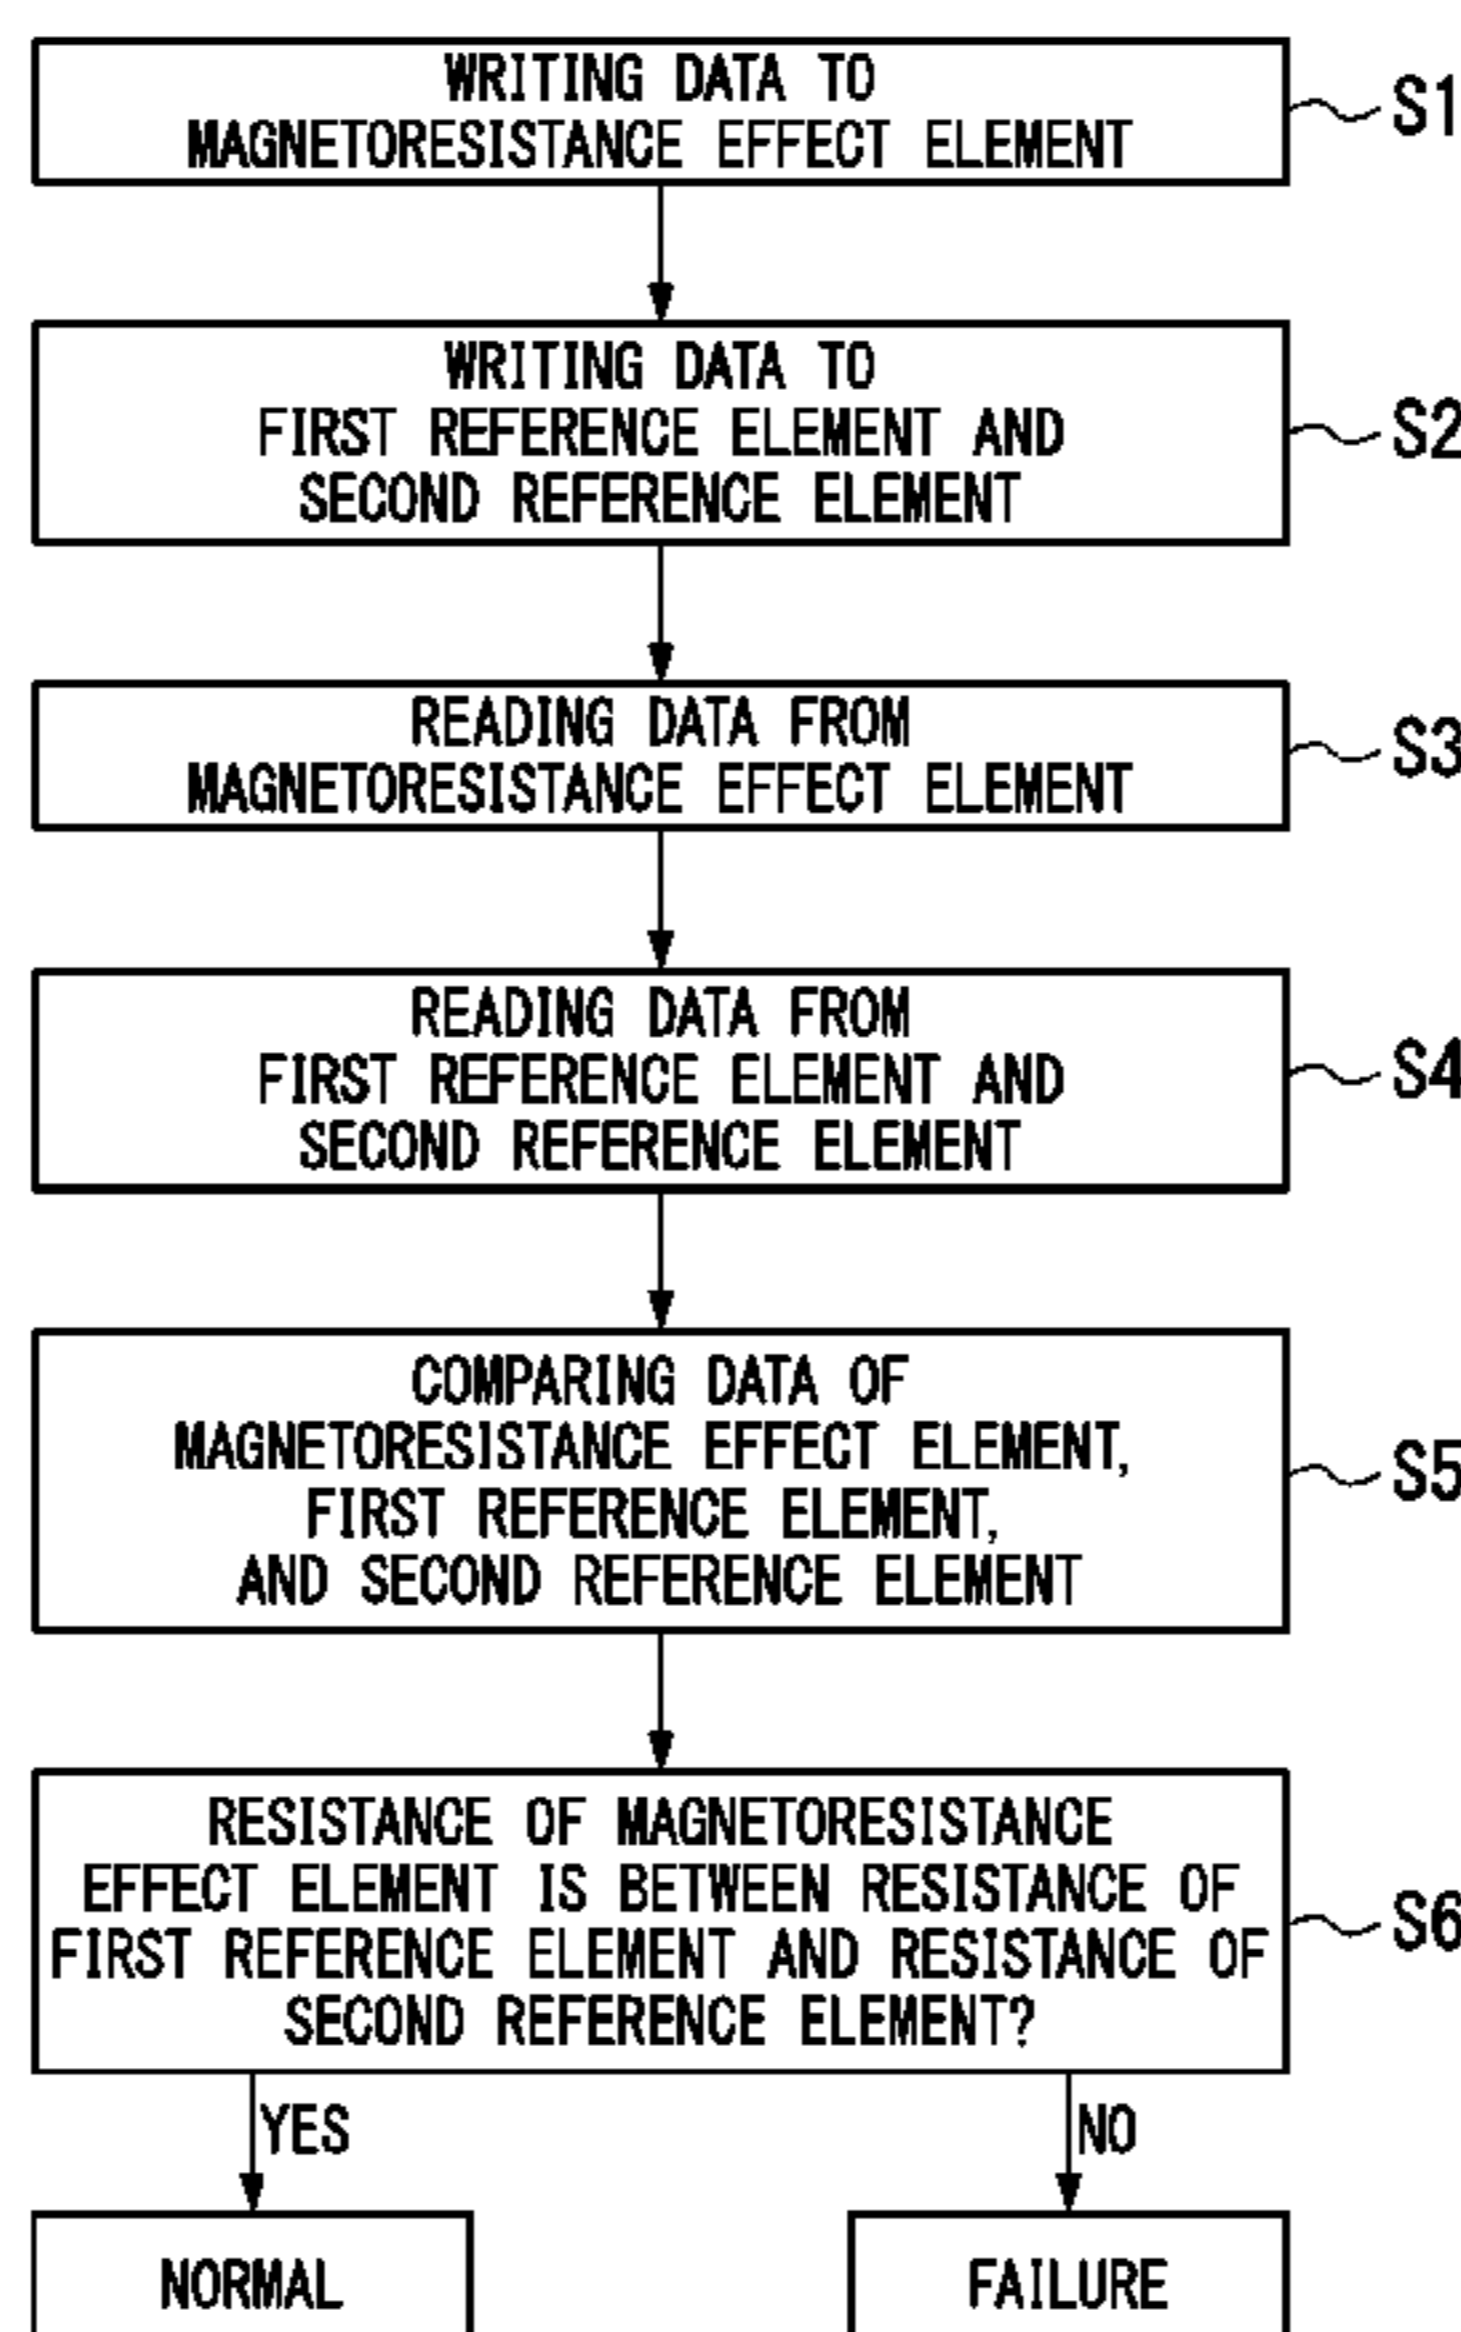 WRITING DATA TO
MAGNETORESISTANCE EFFECT ELEMENT
S1
WRITING DATA TO
FIRST REFERENCE ELEMENT AND
SECOND REFERENCE ELEMENT
S2
READING DATA FROM
MAGNETORESISTANCE EFFECT ELEMENT
S3
READING DATA FROM
FIRST REFERENCE ELEMENT AND
SECOND REFERENCE ELEMENT
S4
COMPARING DATA OF
MAGNETORESISTANCE EFFECT ELEMENT,
FIRST REFERENCE ELEMENT,
AND SECOND REFERENCE ELEMENT
S5
RESISTANCE OF MAGNETORESISTANCE
EFFECT ELEMENT IS BETWEEN RESISTANCE OF
FIRST REFERENCE ELEMENT AND RESISTANCE OF
SECOND REFERENCE ELEMENT?
S6
YES
NO
NORMAL
FAILURE